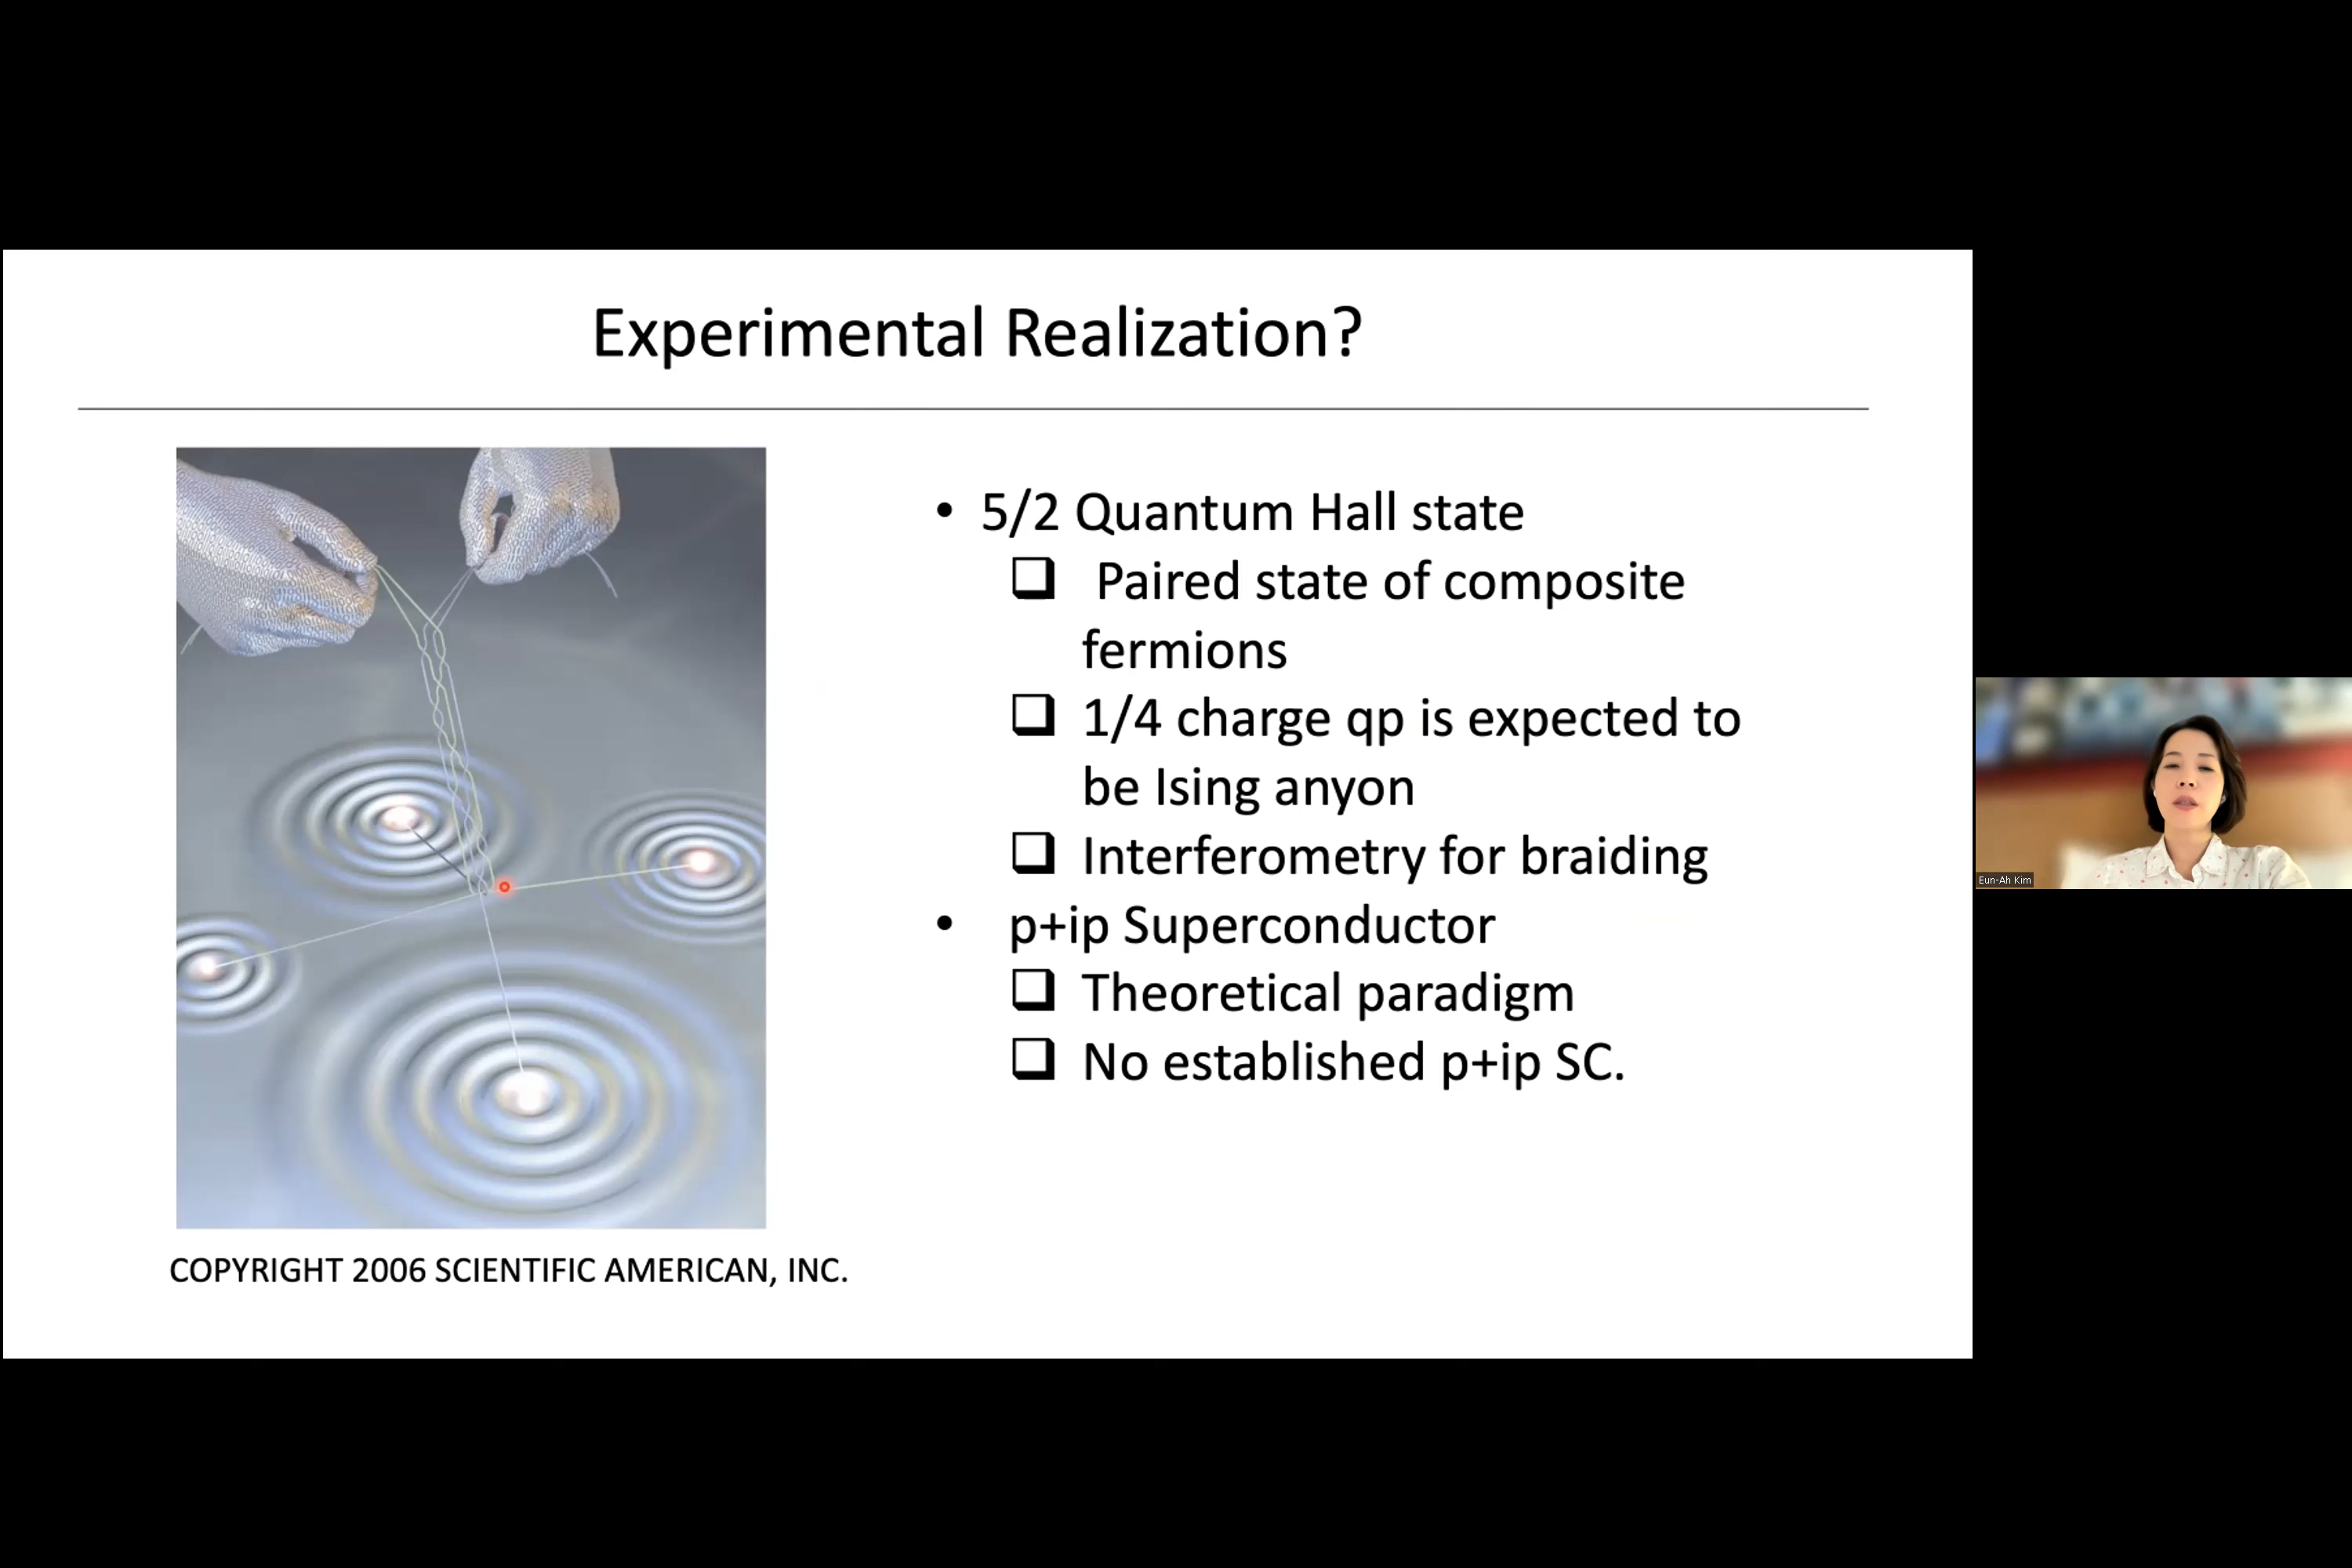 Experimental Realization?
• 5/2 Quantum Hall state
❑ Paired state of composite
fermions
❑ 1/4 charge qp is expected to
be Ising anyon
❑ Interferometry for braiding
• p+ip Superconductor
❑ Theoretical paradigm
❑ No established p+ip SC.
COPYRIGHT 2006 SCIENTIFIC AMERICAN, INC.
Eun-Ah Kim